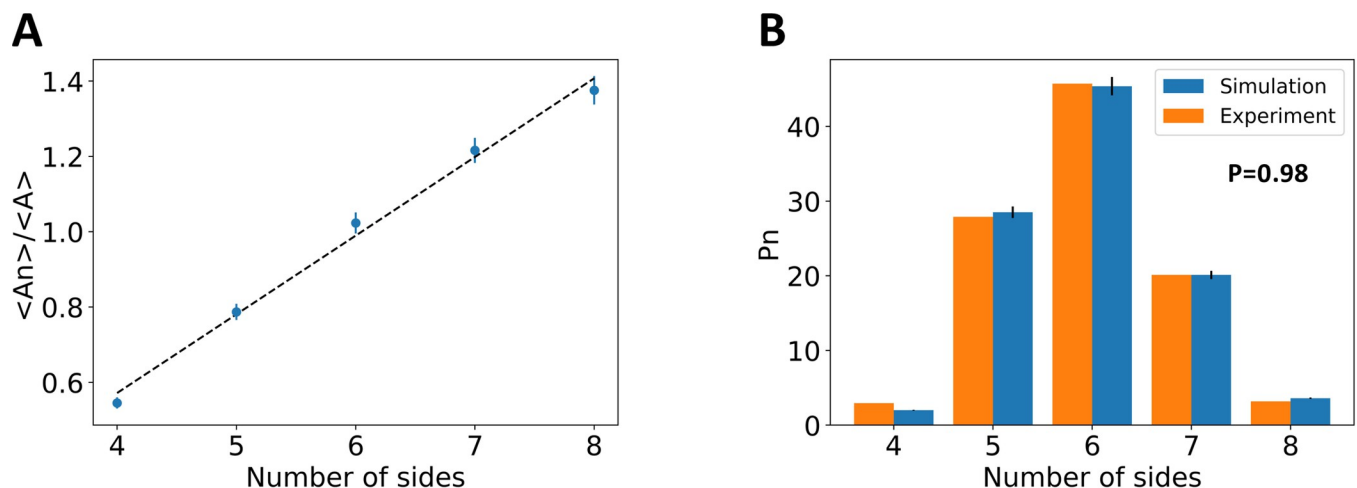 A
<An>/<A>
1.4
1.2
1.0
0.8
0.6
4 5 6 7 8
Number of sides
B
Pn
40
30
20
10
0
Simulation
Experiment
P=0.98
4 5 6 7 8
Number of sides